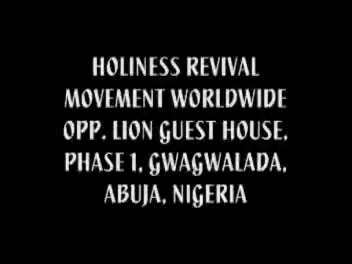 HOLINESS REVIVAL
MOVEMENT WORLDWIDE
OPP. LION GUEST HOUSE,
PHASE 1, GWAGWALADA,
ABUJA, NIGERIA